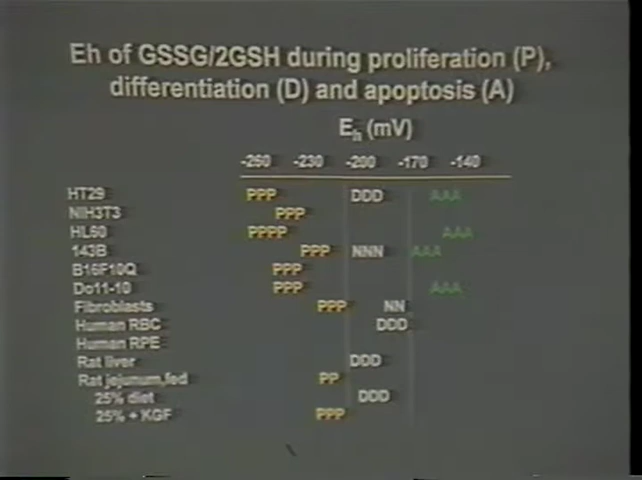 Eh of GSSG/2GSH during proliferation (P),
differentiation (D) and apoptosis (A)
Eh (mV)
-260 -230 -200 -170 -140
HT29 PPP DDD AAA
NIH3T3 PPP
HL60 PPPP AAA
143B PPP NNN AAA
B16F10Q PPP
Do11-10 PPP AAA
Fibroblasts PPP NN
Human RBC DDD
Human RPE
Rat liver DDD
Rat jejunum,fed PP
25% diet DDD
25% + KGF PPP